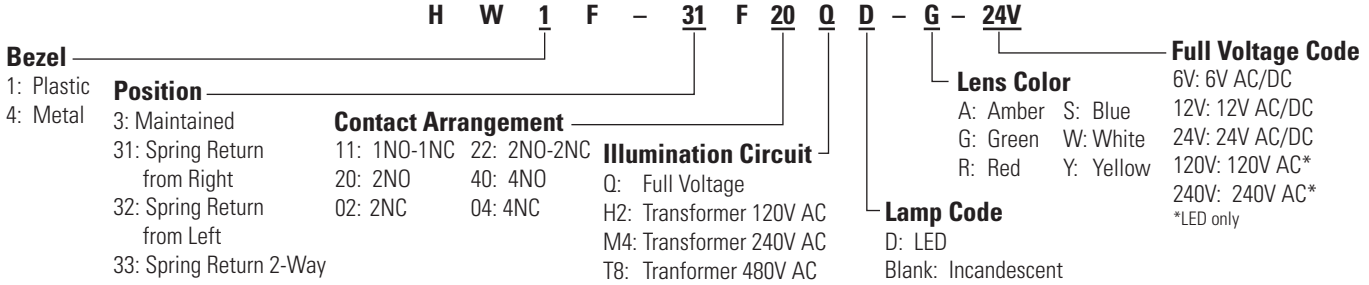 H W 1 F – 31 F 20 Q D – G – 24V
Bezel
1: Plastic
4: Metal
Position
3: Maintained
31: Spring Return
from Right
32: Spring Return
from Left
33: Spring Return 2-Way
Contact Arrangement
11: 1NO-1NC 22: 2NO-2NC
20: 2NO 40: 4NO
02: 2NC 04: 4NC
Illumination Circuit
Q: Full Voltage
H2: Transformer 120V AC
M4: Transformer 240V AC
T8: Tranformer 480V AC
Lamp Code
D: LED
Blank: Incandescent
Lens Color
A: Amber S: Blue
G: Green W: White
R: Red Y: Yellow
Full Voltage Code
6V: 6V AC/DC
12V: 12V AC/DC
24V: 24V AC/DC
120V: 120V AC*
240V: 240V AC*
*LED only